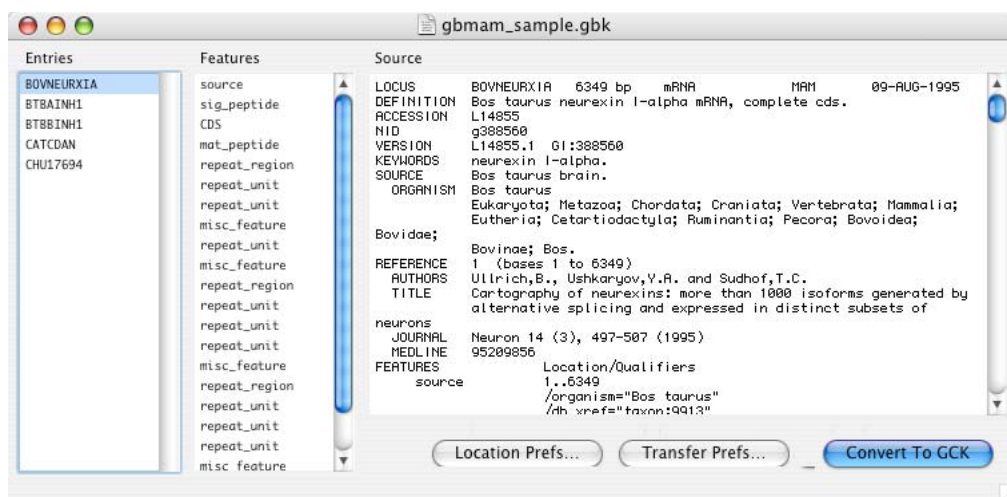 gbmam_sample.gbk
Entries
BOVNEURXIA
BTBAINH1
BTBBINH1
CATCDAN
CHU17694
Features
source
sig_peptide
CDS
mat_peptide
repeat_region
repeat_unit
repeat_unit
misc_feature
repeat_unit
misc_feature
repeat_region
repeat_unit
repeat_unit
repeat_unit
misc_feature
repeat_region
repeat_unit
repeat_unit
repeat_unit
misc_feature
Source
LOCUS BOVNEURXIA 6349 bp mRNA MAM 09-AUG-1995
DEFINITION Bos taurus neurexin I-alpha mRNA, complete cds.
ACCESSION L14855
NID g388560
VERSION L14855.1 GI:388560
KEYWORDS neurexin I-alpha.
SOURCE Bos taurus brain.
ORGANISM Bos taurus
Eukaryota; Metazoa; Chordata; Craniata; Vertebrata; Mammalia;
Eutheria; Cetartiodactyla; Ruminantia; Pecora; Bovoidea;
Bovidae;
Bovinae; Bos.
REFERENCE 1 (bases 1 to 6349)
AUTHORS Ullrich,B., Ushkaryov,Y.A. and Sudhof,T.C.
TITLE Cartography of neurexins: more than 1000 isoforms generated by
alternative splicing and expressed in distinct subsets of
neurons
JOURNAL Neuron 14 (3), 497-507 (1995)
MEDLINE 95209856
FEATURES Location/Qualifiers
source 1..6349
/organism="Bos taurus"
/db_xref="taxon:9913"
Location Prefs...
Transfer Prefs...
Convert To GCK